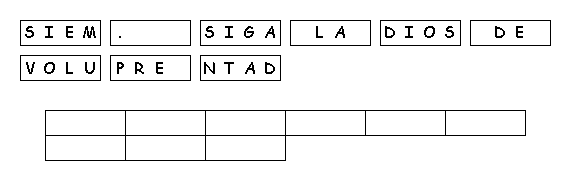 SIEM . SIGA LA DIOS DE
VOLU PRE NTAD